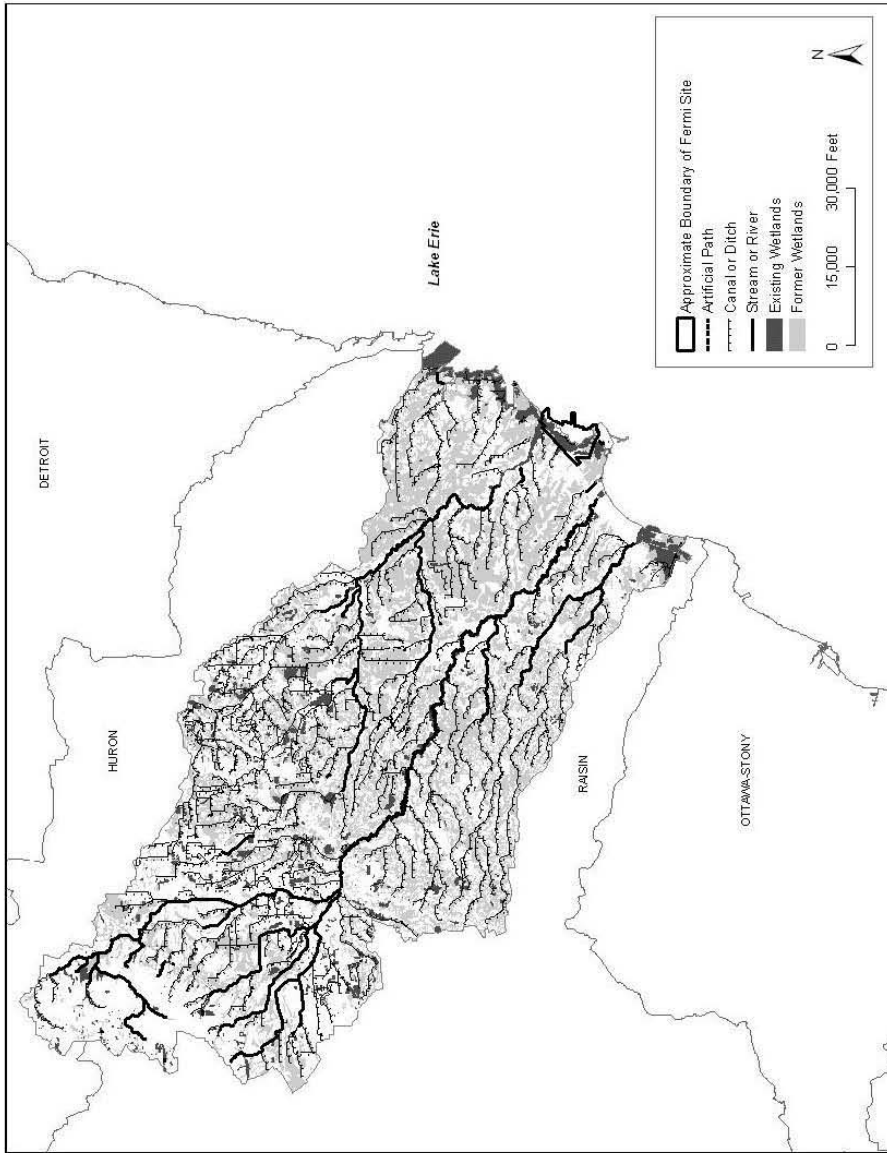 DETROIT
HURON
Lake Erie
RAISIN
OTTAWA-STONY
Approximate Boundary of Fermi Site
Artificial Path
Canal or Ditch
Stream or River
Existing Wetlands
Former Wetlands
0 15,000 30,000 Feet
N